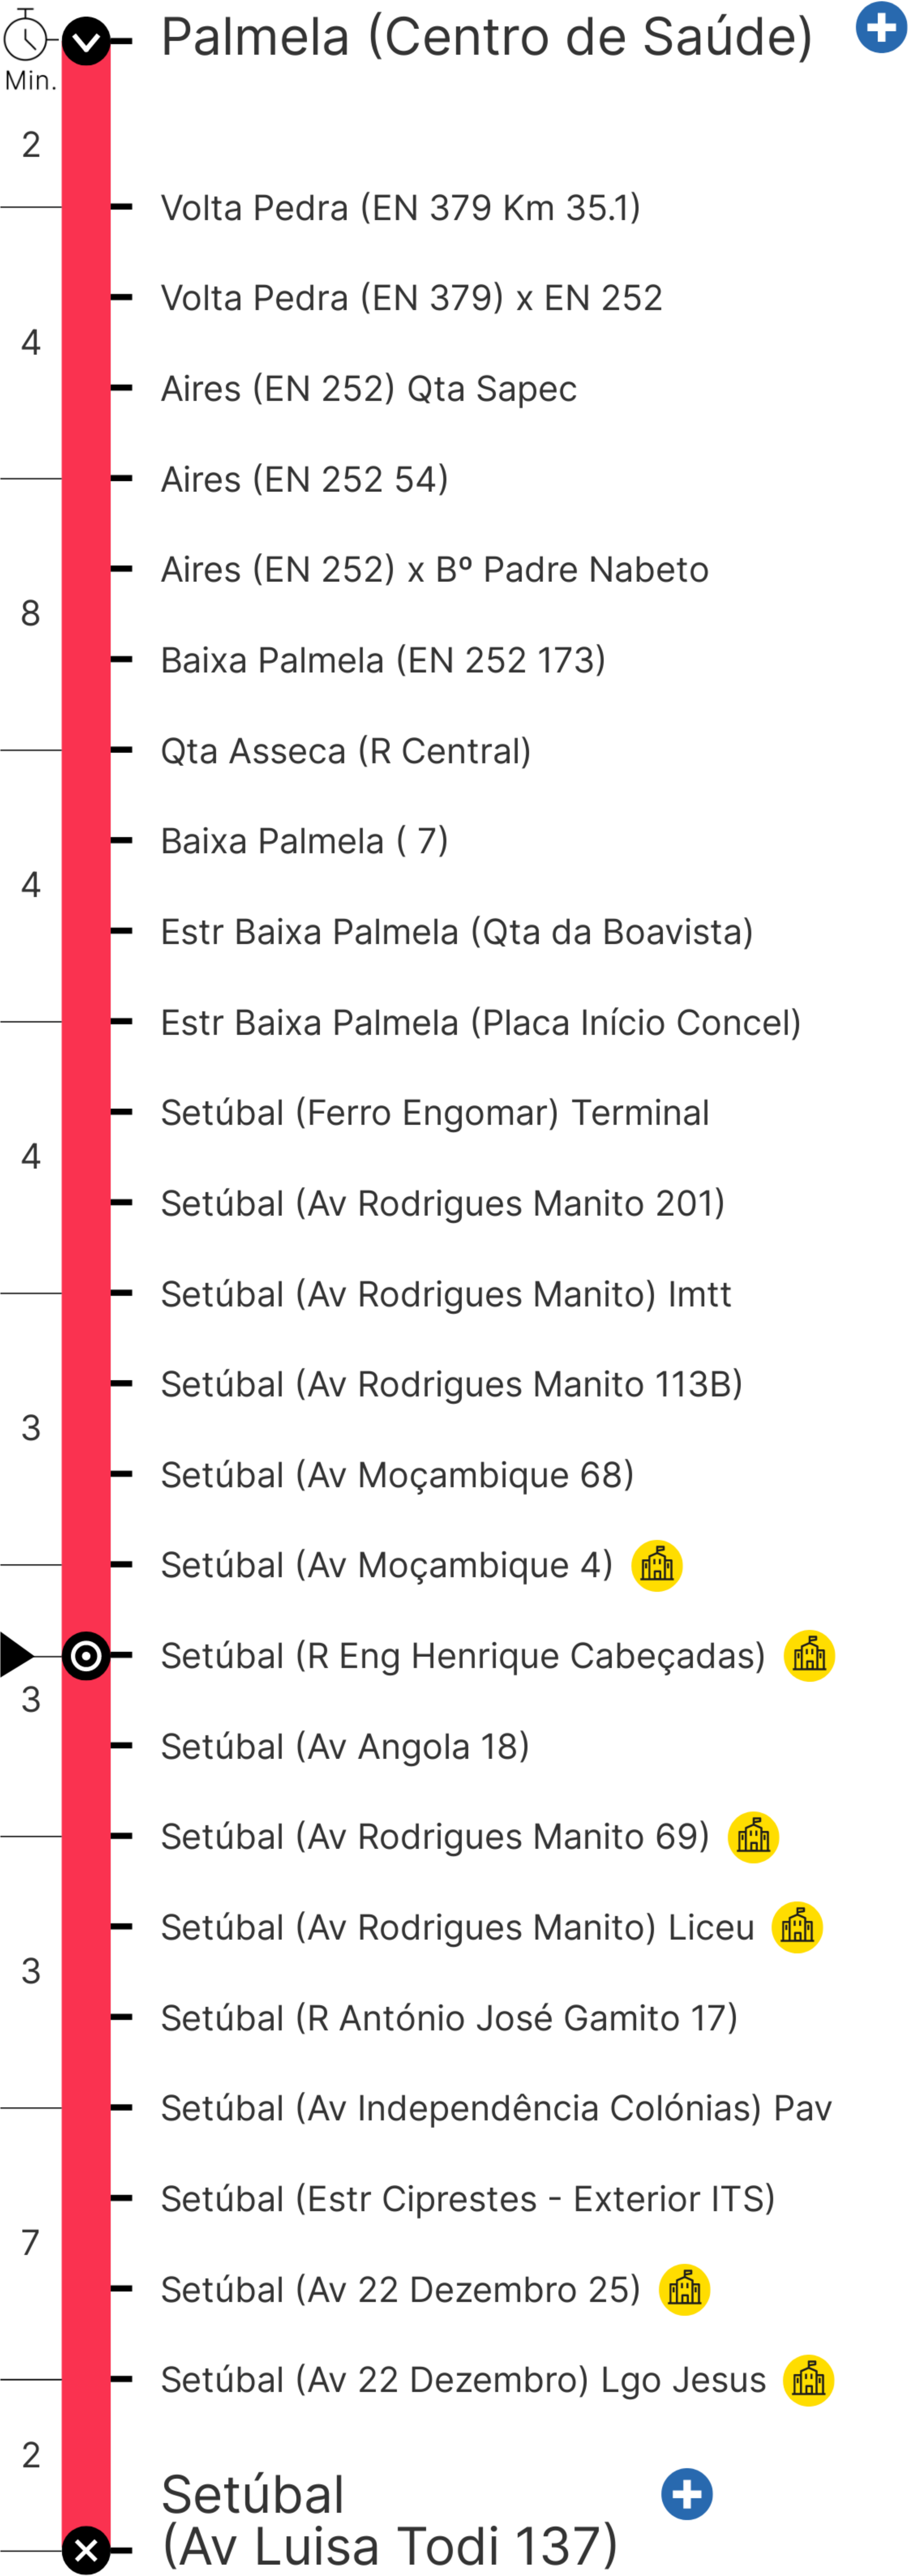 Palmela (Centro de Saúde)
Min.
2
Volta Pedra (EN 379 Km 35.1)
Volta Pedra (EN 379) x EN 252
4
Aires (EN 252) Qta Sapec
Aires (EN 252 54)
Aires (EN 252) x Bº Padre Nabeto
8
Baixa Palmela (EN 252 173)
Qta Asseca (R Central)
Baixa Palmela ( 7)
4
Estr Baixa Palmela (Qta da Boavista)
Estr Baixa Palmela (Placa Início Concel)
Setúbal (Ferro Engomar) Terminal
4
Setúbal (Av Rodrigues Manito 201)
Setúbal (Av Rodrigues Manito) Imtt
Setúbal (Av Rodrigues Manito 113B)
3
Setúbal (Av Moçambique 68)
Setúbal (Av Moçambique 4)
Setúbal (R Eng Henrique Cabeçadas)
3
Setúbal (Av Angola 18)
Setúbal (Av Rodrigues Manito 69)
Setúbal (Av Rodrigues Manito) Liceu
3
Setúbal (R António José Gamito 17)
Setúbal (Av Independência Colónias) Pav
Setúbal (Estr Ciprestes - Exterior ITS)
7
Setúbal (Av 22 Dezembro 25)
Setúbal (Av 22 Dezembro) Lgo Jesus
2
Setúbal
(Av Luisa Todi 137)